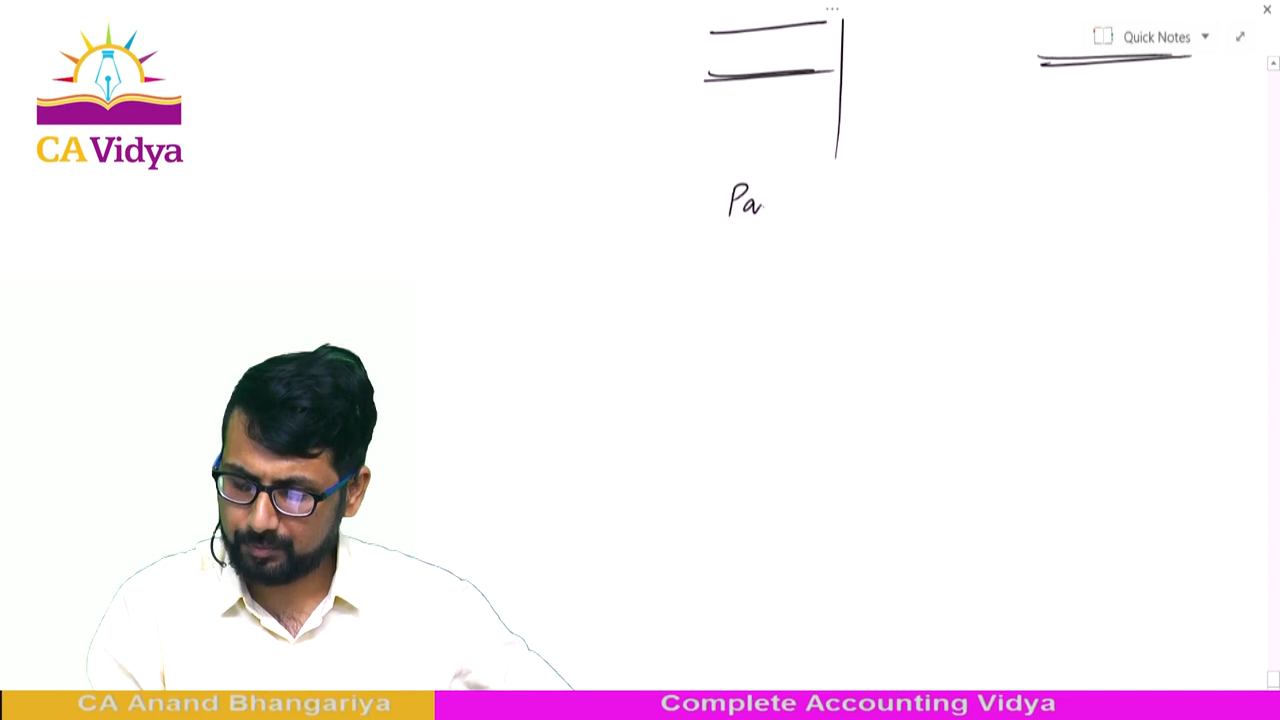 CA Vidya
Quick Notes
Pa
CA Anand Bhangariya
Complete Accounting Vidya